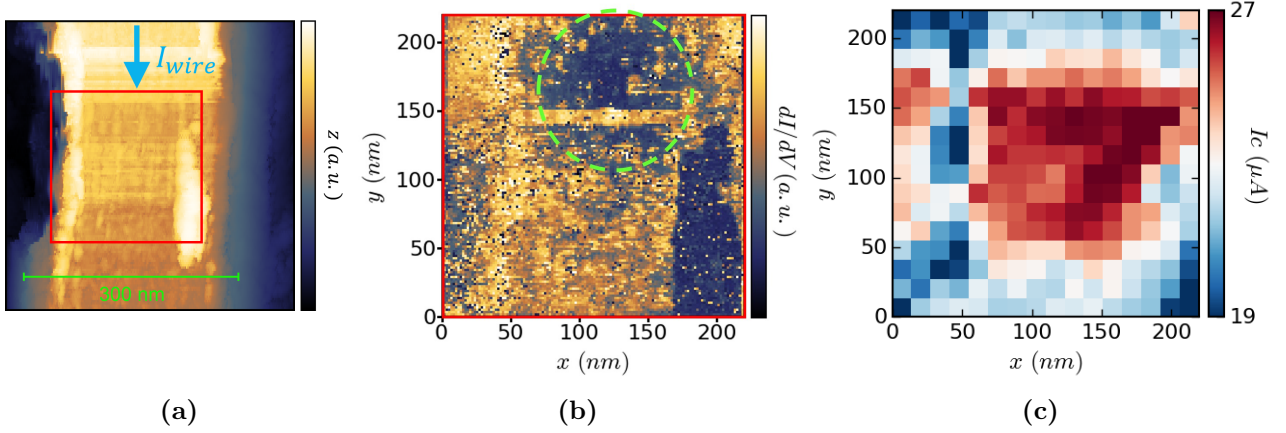 I_wire
300 nm
z (a.u.)
(a)
200
150
100
50
0
0 50 100 150 200
y (nm)
x (nm)
dI/dV (a.u.)
(b)
200
150
100
50
0
0 50 100 150 200
y (nm)
x (nm)
27
19
Ic (μA)
(c)